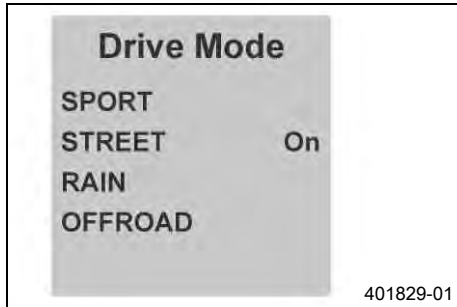 Drive Mode
SPORT
STREET On
RAIN
OFFROAD
401829-01